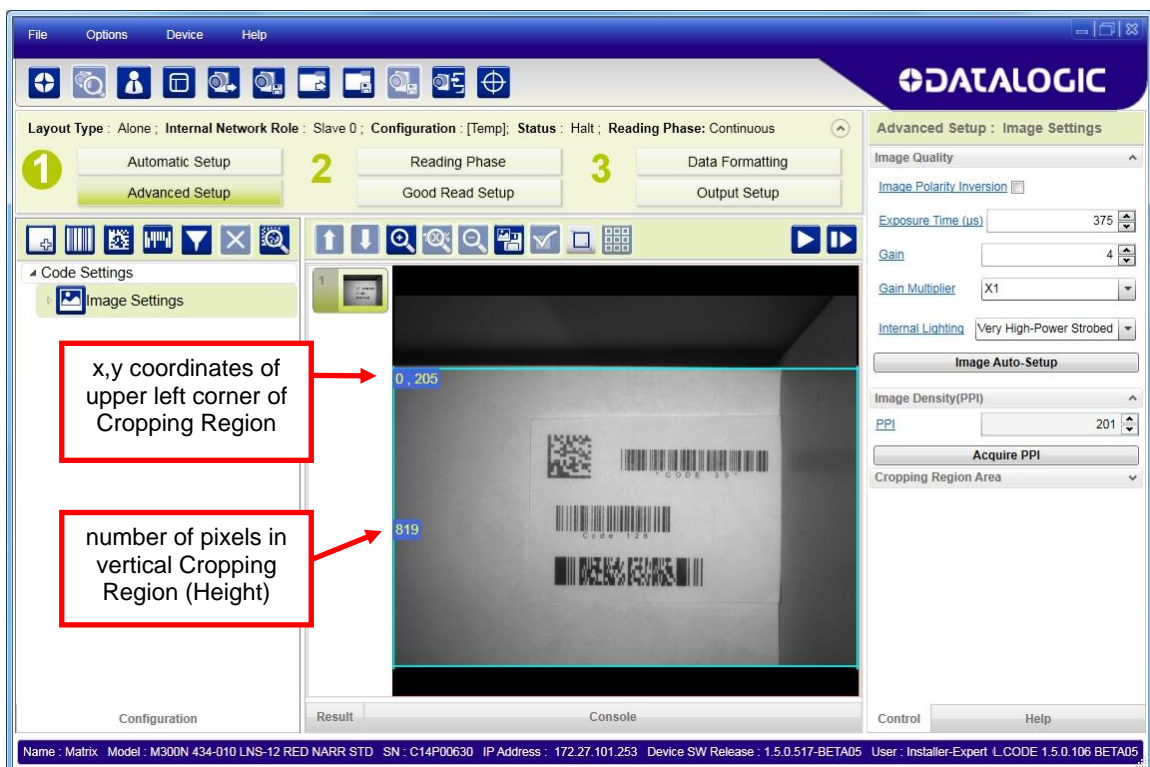 File Options Device Help
DATALOGIC
Layout Type : Alone ; Internal Network Role : Slave 0 ; Configuration : [Temp]; Status : Halt ; Reading Phase: Continuous
1 Automatic Setup
Advanced Setup
2 Reading Phase
Good Read Setup
3 Data Formatting
Output Setup
Code Settings
Image Settings
x,y coordinates of
upper left corner of
Cropping Region
number of pixels in
vertical Cropping
Region (Height)
Configuration
1
0 , 205
819
*CODE 39*
Code 128
Result Console
Advanced Setup : Image Settings
Image Quality
Image Polarity Inversion
Exposure Time (µs) 375
Gain 4
Gain Multiplier X1
Internal Lighting Very High-Power Strobed
Image Auto-Setup
Image Density(PPI)
PPI 201
Acquire PPI
Cropping Region Area
Control Help
Name : Matrix Model : M300N 434-010 LNS-12 RED NARR STD SN : C14P00630 IP Address : 172.27.101.253 Device SW Release : 1.5.0.517-BETA05 User : Installer-Expert L.CODE 1.5.0.106 BETA05